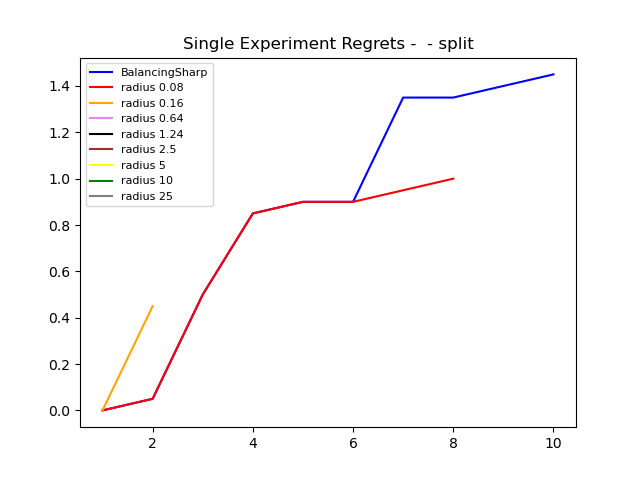 Single Experiment Regrets -  - split
BalancingSharp
radius 0.08
radius 0.16
radius 0.64
radius 1.24
radius 2.5
radius 5
radius 10
radius 25
1.4
1.2
1.0
0.8
0.6
0.4
0.2
0.0
2 4 6 8 10